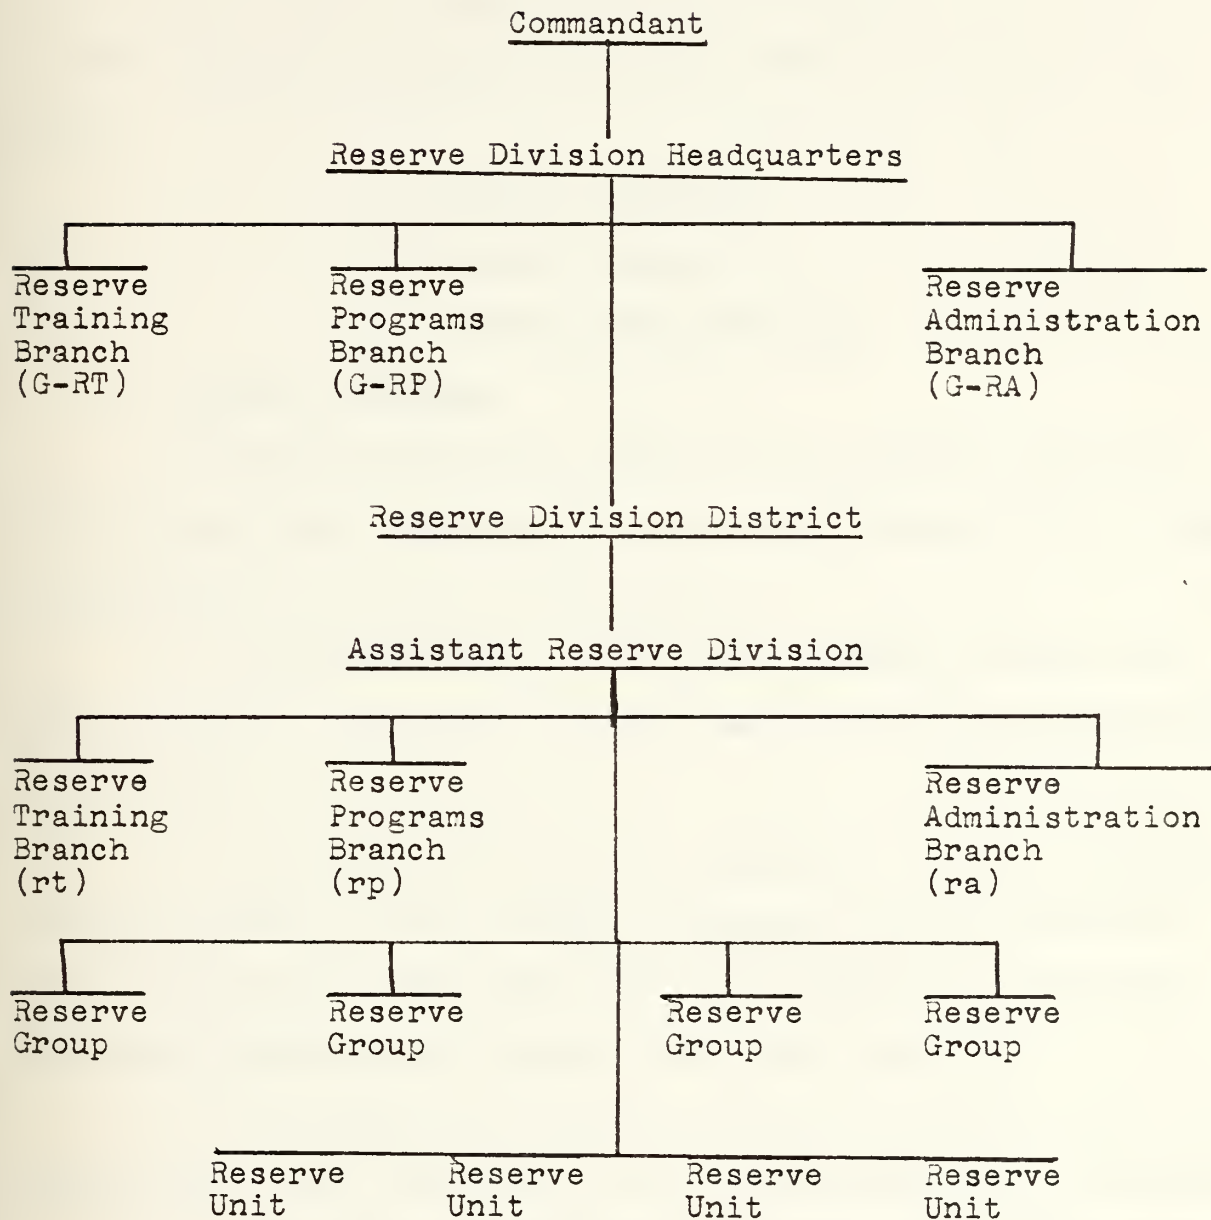 Commandant
Reserve Division Headquarters
Reserve
Training
Branch
(G-RT)
Reserve
Programs
Branch
(G-RP)
Reserve
Administration
Branch
(G-RA)
Reserve Division District
Assistant Reserve Division
Reserve
Training
Branch
(rt)
Reserve
Programs
Branch
(rp)
Reserve
Administration
Branch
(ra)
Reserve
Group
Reserve
Group
Reserve
Group
Reserve
Group
Reserve
Unit
Reserve
Unit
Reserve
Unit
Reserve
Unit